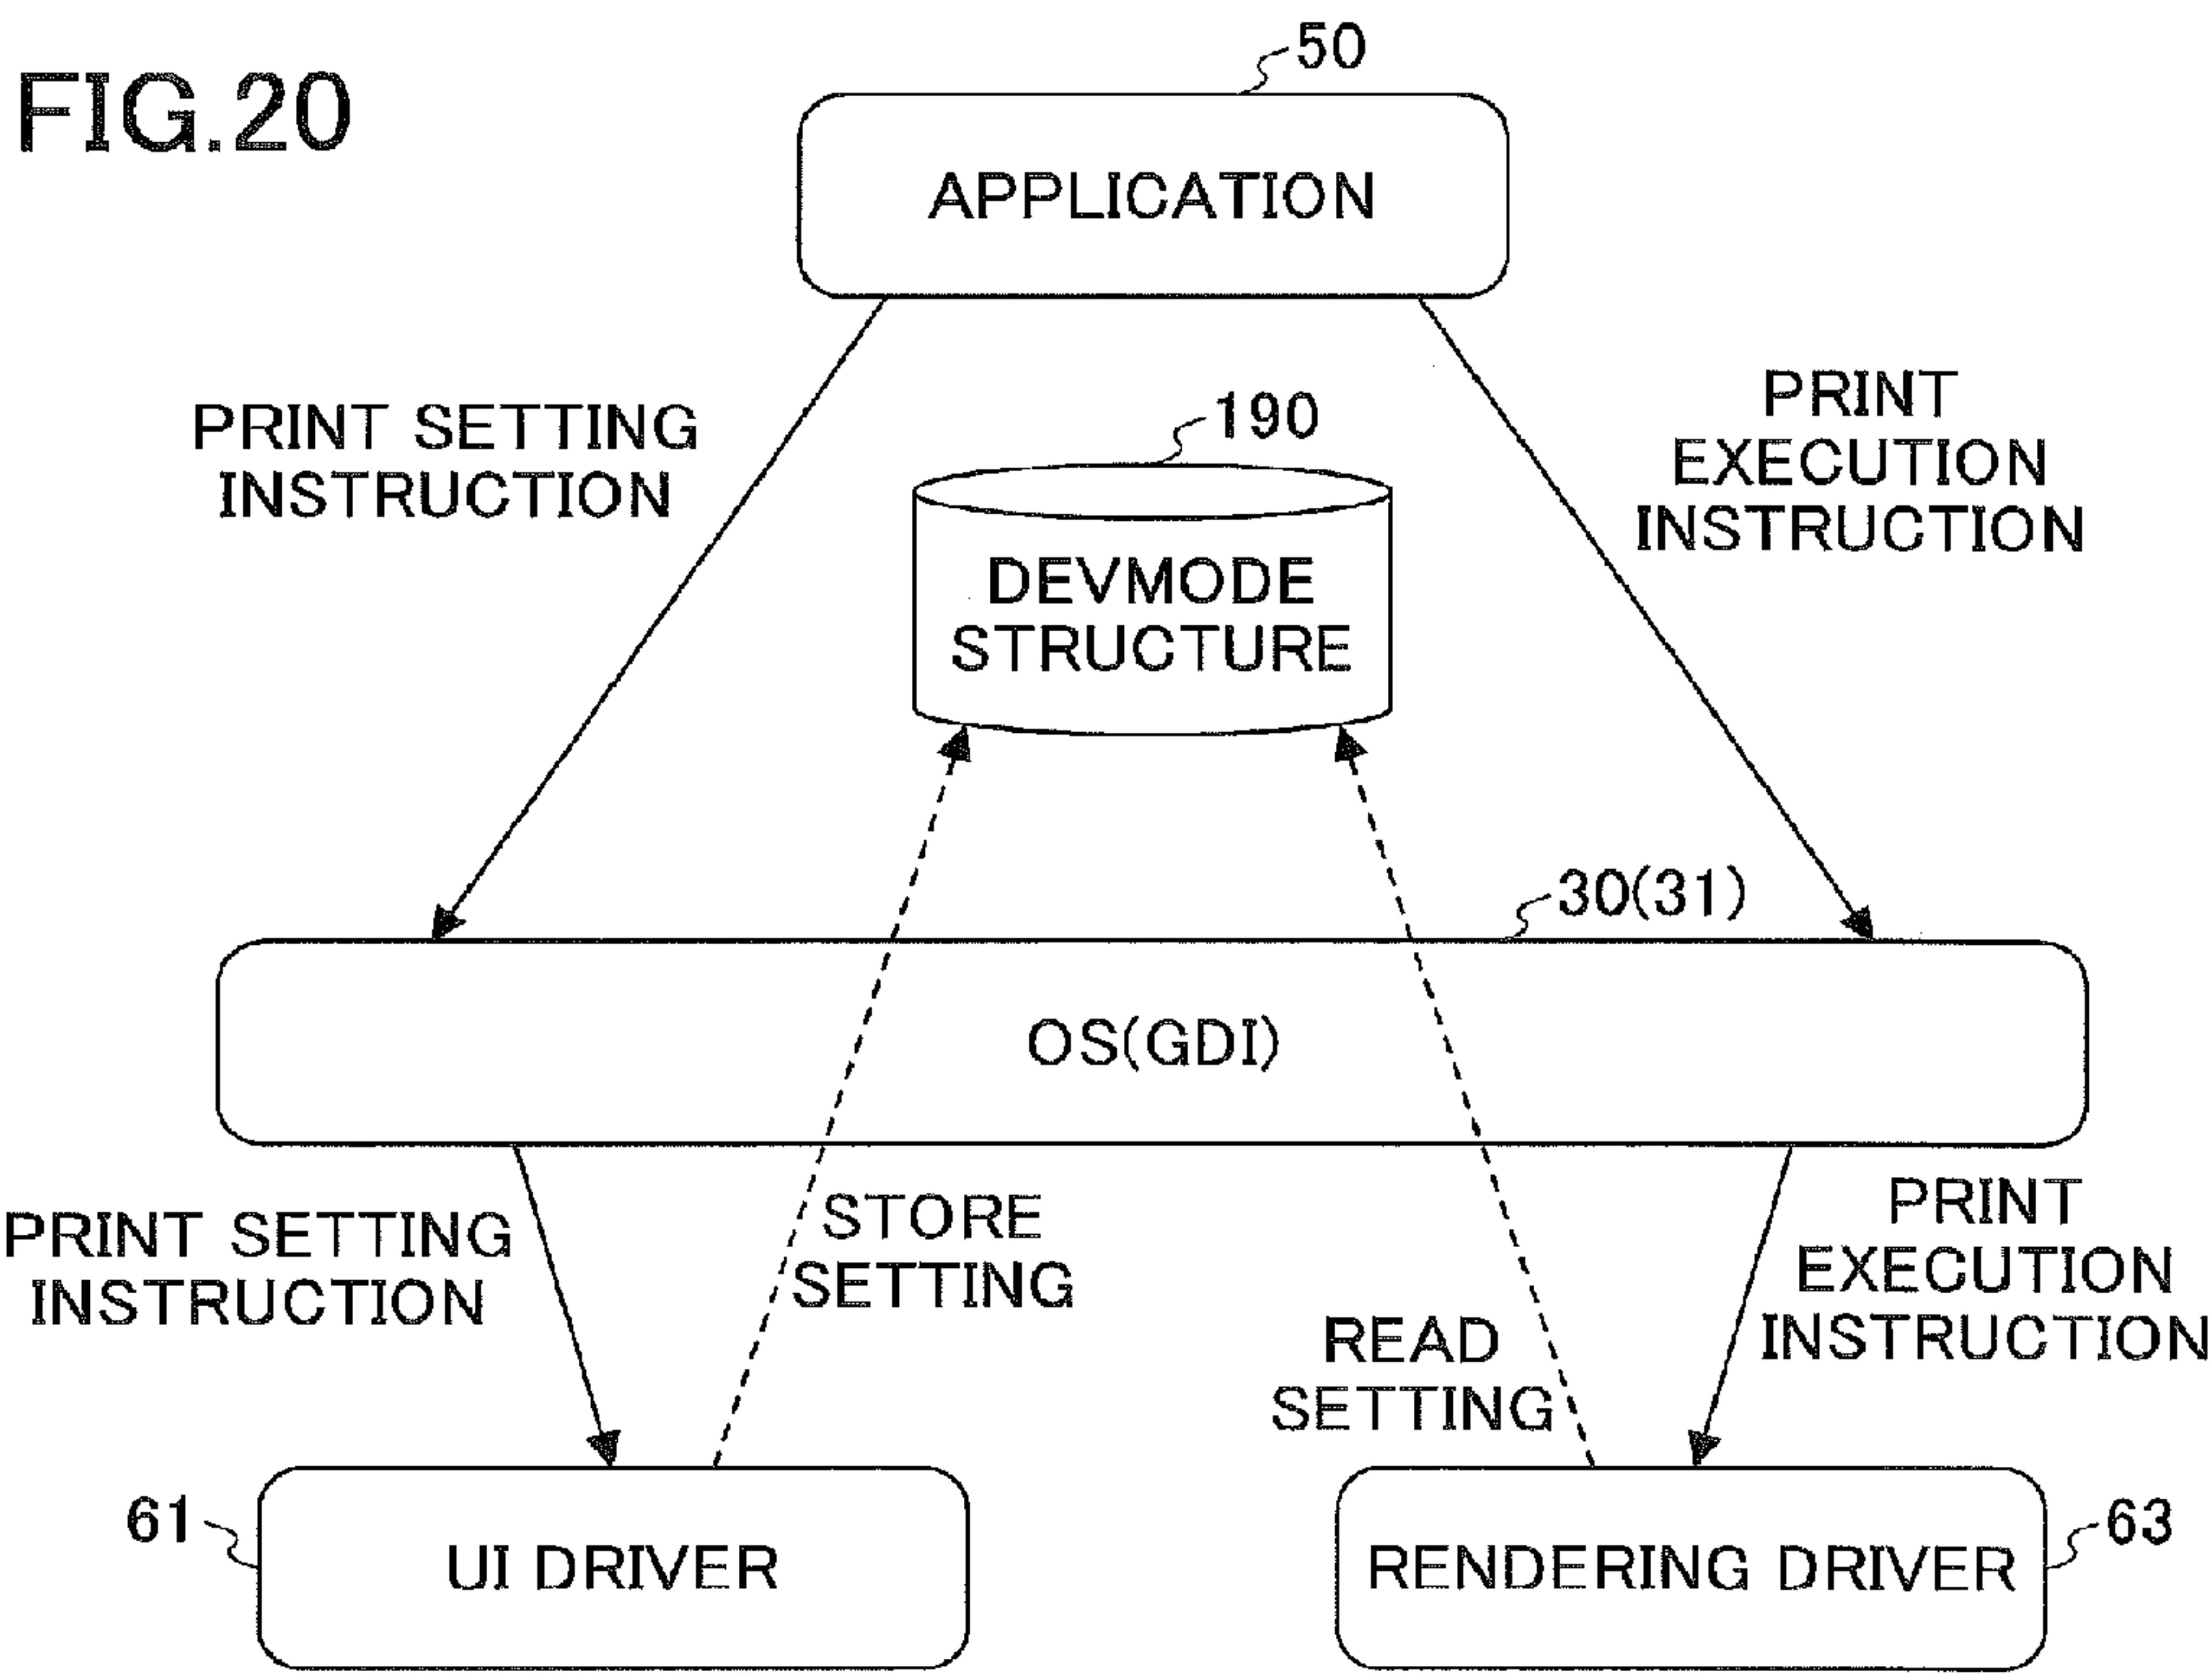 FIG.20
50
APPLICATION
PRINT SETTING
INSTRUCTION
190
DEVMODE
STRUCTURE
PRINT
EXECUTION
INSTRUCTION
30(31)
OS(GDI)
PRINT SETTING
INSTRUCTION
STORE
SETTING
READ
SETTING
PRINT
EXECUTION
INSTRUCTION
61
UI DRIVER
RENDERING DRIVER
63